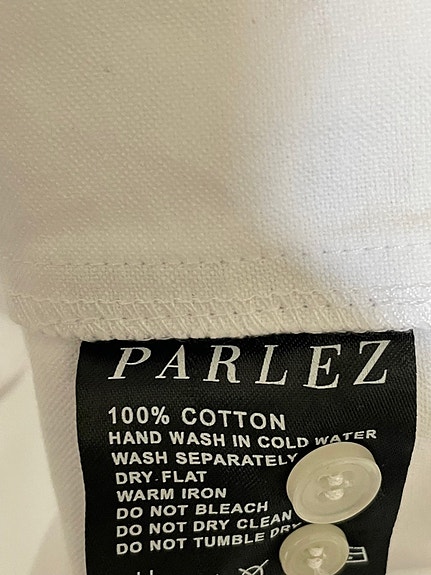 PARLEZ
100% COTTON
HAND WASH IN COLD WATER
WASH SEPARATELY
DRY FLAT
WARM IRON
DO NOT BLEACH
DO NOT DRY CLEAN
DO NOT TUMBLE DRY